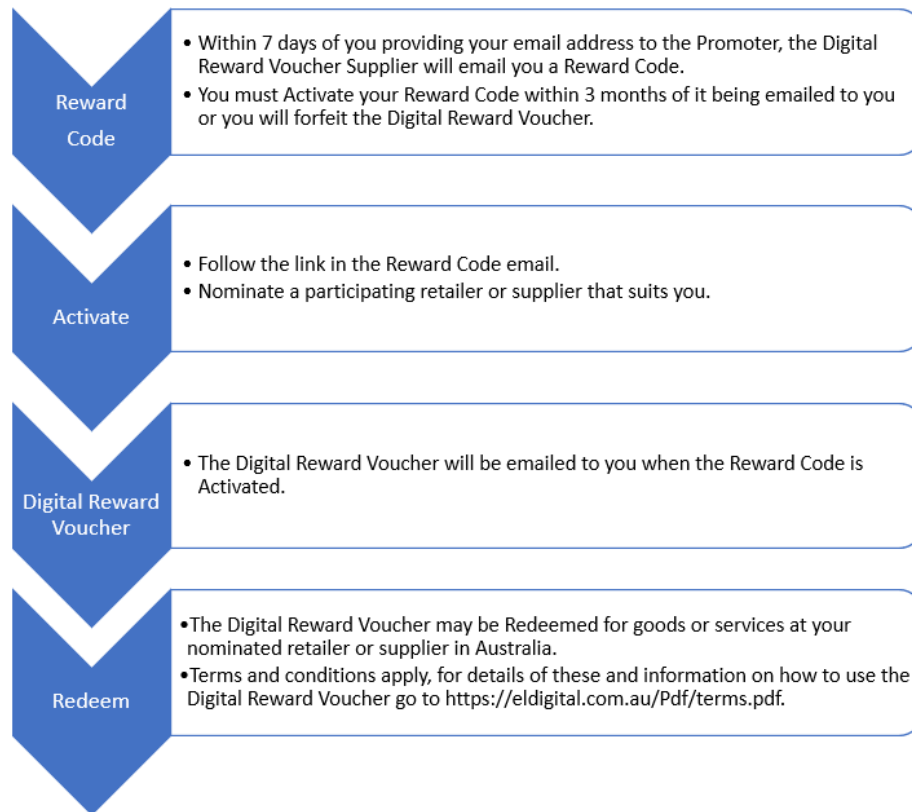 Reward
Code
• Within 7 days of you providing your email address to the Promoter, the Digital
Reward Voucher Supplier will email you a Reward Code.
• You must Activate your Reward Code within 3 months of it being emailed to you
or you will forfeit the Digital Reward Voucher.
Activate
• Follow the link in the Reward Code email.
• Nominate a participating retailer or supplier that suits you.
Digital Reward
Voucher
• The Digital Reward Voucher will be emailed to you when the Reward Code is
Activated.
Redeem
•The Digital Reward Voucher may be Redeemed for goods or services at your
nominated retailer or supplier in Australia.
•Terms and conditions apply, for details of these and information on how to use the
Digital Reward Voucher go to https://eldigital.com.au/Pdf/terms.pdf.